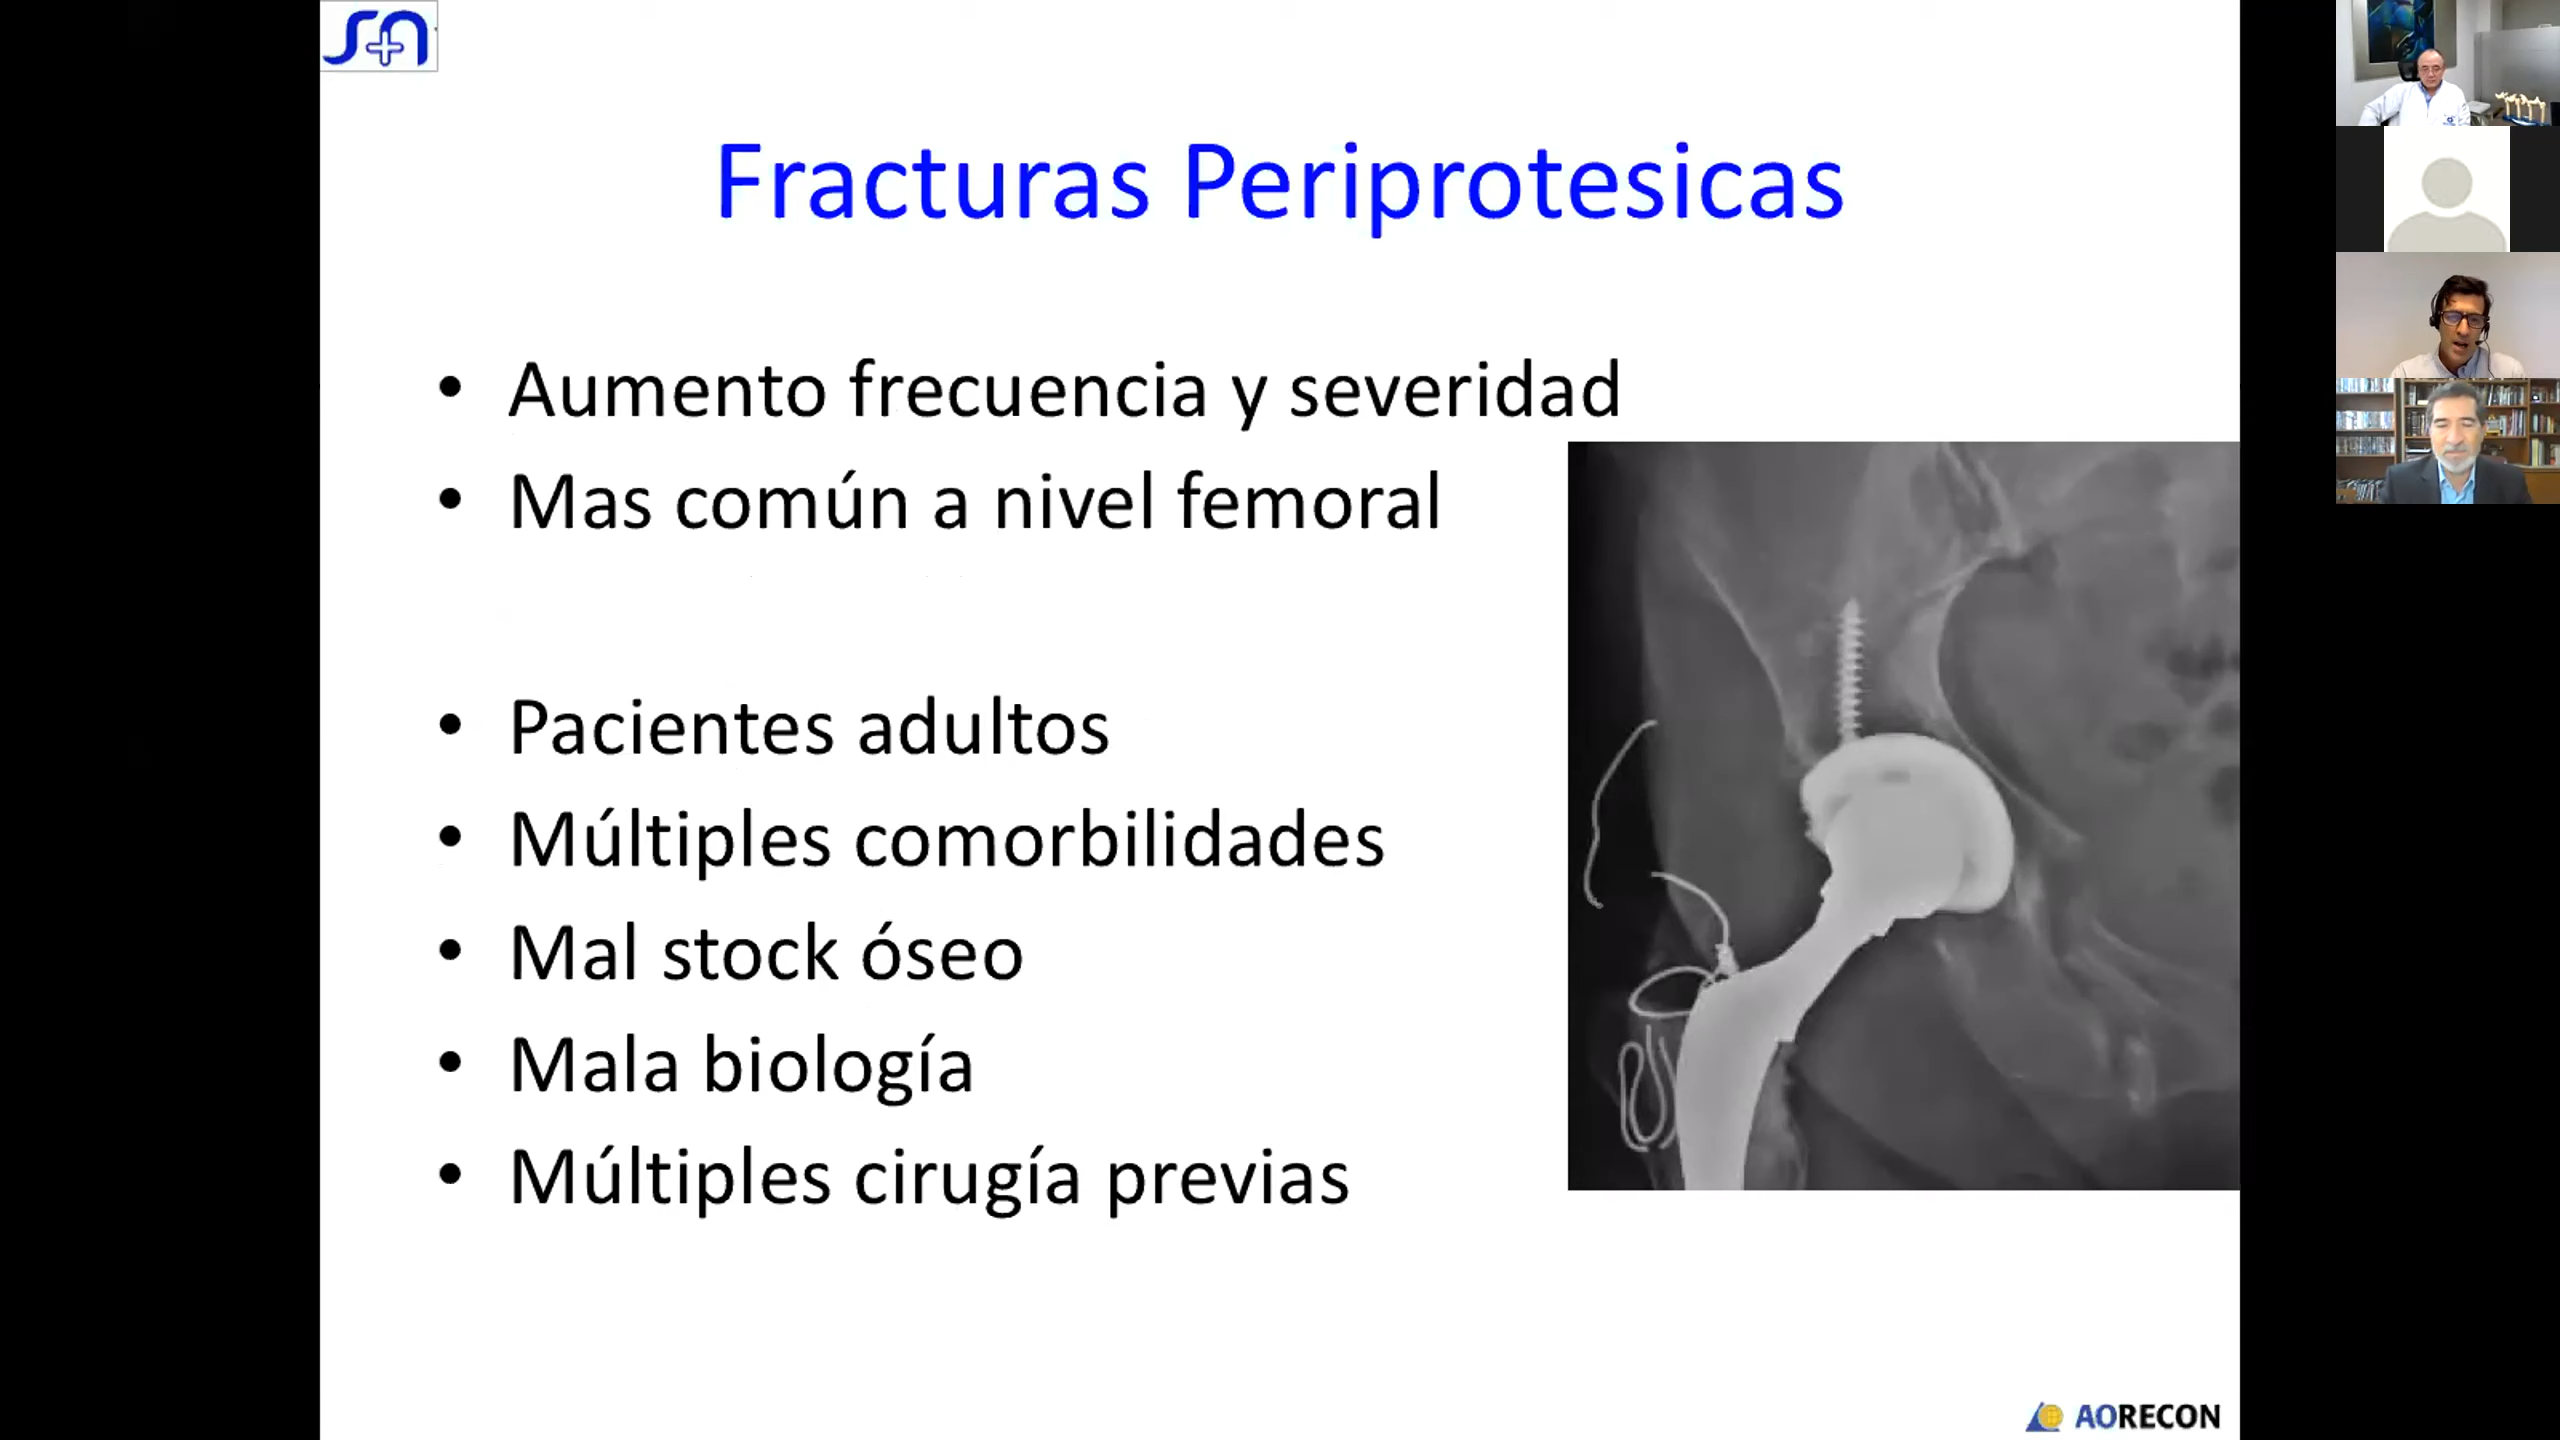 Fracturas Periprotesicas
• Aumento frecuencia y severidad
• Mas común a nivel femoral
• Pacientes adultos
• Múltiples comorbilidades
• Mal stock óseo
• Mala biología
• Múltiples cirugía previas
AORECON